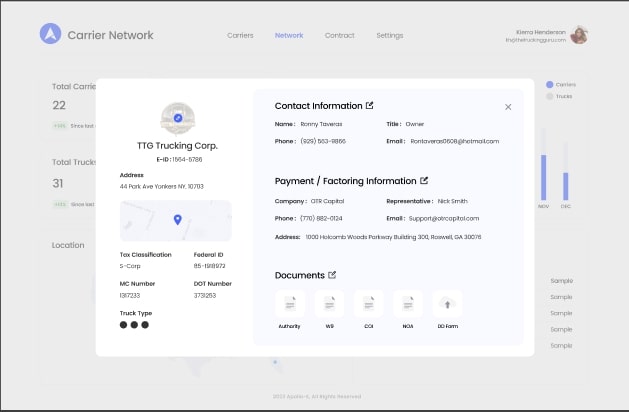 Carrier Network
Carriers
Network
Contract
Settings
Kierra Henderson
kh@thetruckingguru.com
Total Carrie
22
Since last
Total Trucks
31
Since last
Location
Carriers
Trucks
NOV
DEC
Sample
Sample
Sample
Sample
Sample
TTG Trucking Corp.
E-ID : 1564-9786
Address
44 Park Ave Yonkers NY, 10703
Tax Classification
Federal ID
S-Corp
85-1918972
MC Number
DOT Number
1317233
3731253
Truck Type
Contact Information
Name : Ronny Taveras
Title : Owner
Phone : (929) 563-9866
Email : Rontaveras0608@hotmail.com
Payment / Factoring Information
Company : OTR Capital
Representative : Nick Smith
Phone : (770) 882-0124
Email : Support@otrcapital.com
Address: 1000 Holcomb Woods Parkway Building 300, Roswell, GA 30076
Documents
Authority
W9
COI
NOA
DD Form
2022 Apollo-X, All Rights Reserved